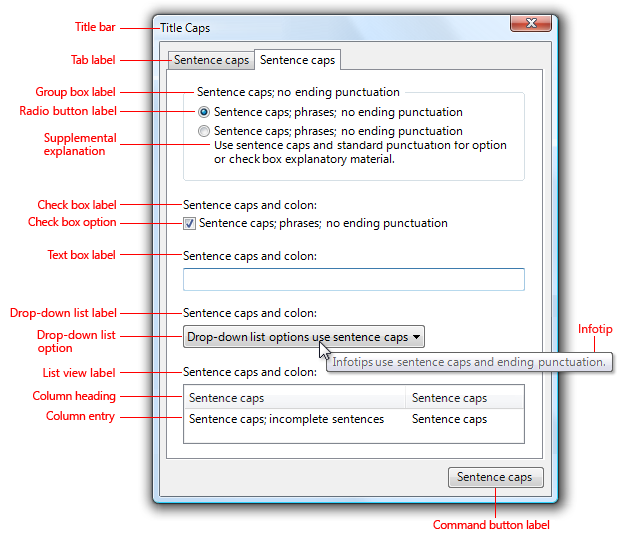 Title bar
Title Caps
Tab label
Sentence caps
Sentence caps
Group box label
Sentence caps; no ending punctuation
Radio button label
Sentence caps; phrases; no ending punctuation
Sentence caps; phrases; no ending punctuation
Supplemental
explanation
Use sentence caps and standard punctuation for option
or check box explanatory material.
Check box label
Sentence caps and colon:
Check box option
Sentence caps; phrases; no ending punctuation
Text box label
Sentence caps and colon:
Drop-down list label
Sentence caps and colon:
Drop-down list
option
Drop-down list options use sentence caps
Infotip
Infotips use sentence caps and ending punctuation.
List view label
Sentence caps and colon:
Column heading
Sentence caps
Sentence caps
Column entry
Sentence caps; incomplete sentences
Sentence caps
Sentence caps
Command button label